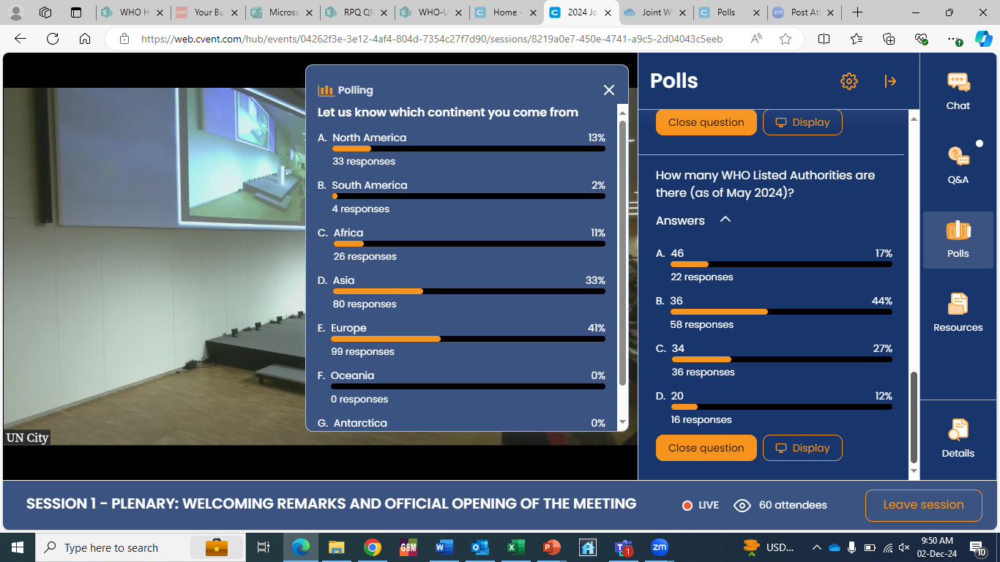 WHO H
Your Bu
Microso
RPQ QM
WHO-U
Home -
2024 Jo
Joint W
Polls
Post Att
https://web.cvent.com/hub/events/04262f3e-3e12-4af4-804d-7354c27f7d90/sessions/8219a0e7-450e-4741-a9c5-2d04043c5eeb
Polling
Let us know which continent you come from
A. North America 13%
33 responses
B. South America 2%
4 responses
C. Africa 11%
26 responses
D. Asia 33%
80 responses
E. Europe 41%
99 responses
F. Oceania 0%
0 responses
G. Antarctica 0%
UN City
Polls
Close question Display
How many WHO Listed Authorities are
there (as of May 2024)?
Answers
A. 46 17%
22 responses
B. 36 44%
58 responses
C. 34 27%
36 responses
D. 20 12%
16 responses
Close question Display
Chat
Q&A
Polls
Resources
Details
SESSION 1 - PLENARY: WELCOMING REMARKS AND OFFICIAL OPENING OF THE MEETING
LIVE 60 attendees
Leave session
Type here to search
GSM
1
zm
USD...
9:50 AM
02-Dec-24
10